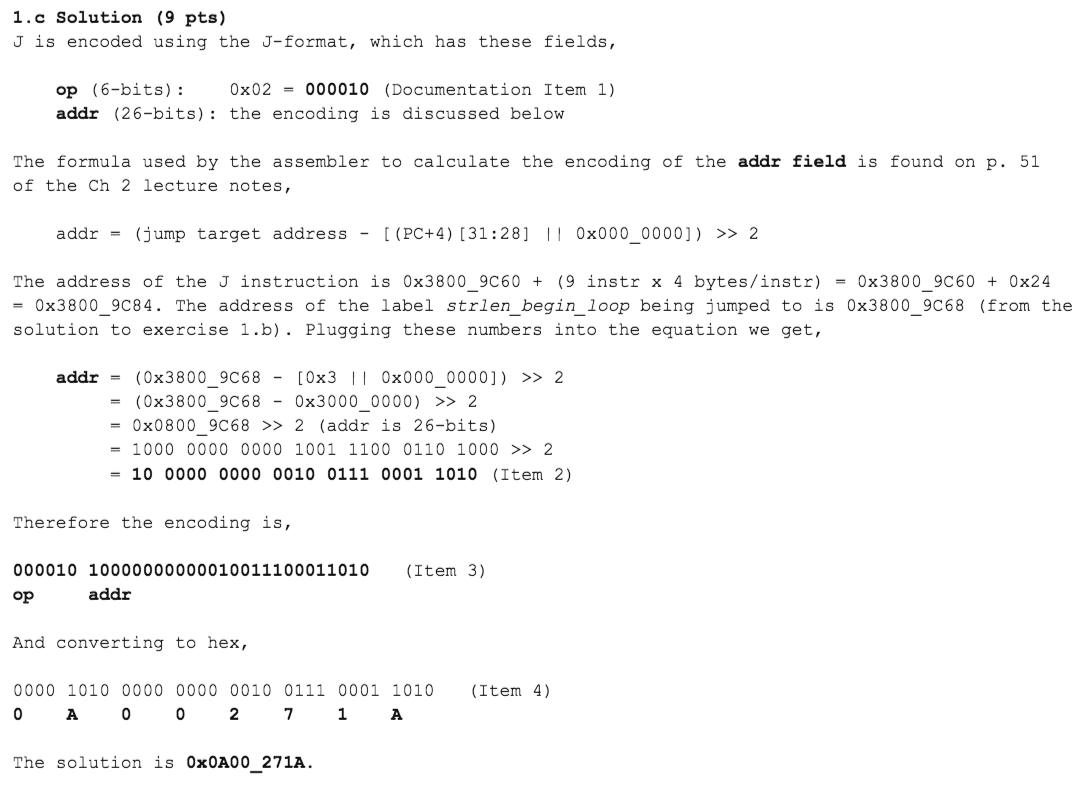 1.c Solution (9 pts)
J is encoded using the J-format, which has these fields,
op (6-bits): 0x02 = 000010 (Documentation Item 1)
addr (26-bits): the encoding is discussed below
The formula used by the assembler to calculate the encoding of the addr field is found on p. 51
of the Ch 2 lecture notes,
addr = (jump target address - [(PC+4)[31:28] || 0x000_0000]) >> 2
The address of the J instruction is 0x3800_9C60 + (9 instr x 4 bytes/instr) = 0x3800_9C60 + 0x24
= 0x3800_9C84. The address of the label strlen_begin_loop being jumped to is 0x3800_9C68 (from the
solution to exercise 1.b). Plugging these numbers into the equation we get,
addr = (0x3800_9C68 - [0x3 || 0x000_0000]) >> 2
= (0x3800_9C68 - 0x3000_0000) >> 2
= 0x0800_9C68 >> 2 (addr is 26-bits)
= 1000 0000 0000 1001 1100 0110 1000 >> 2
= 10 0000 0000 0010 0111 0001 1010 (Item 2)
Therefore the encoding is,
000010 10000000000010011100011010 (Item 3)
op addr
And converting to hex,
0000 1010 0000 0000 0010 0111 0001 1010 (Item 4)
0 A 0 0 2 7 1 A
The solution is 0x0A00_271A.